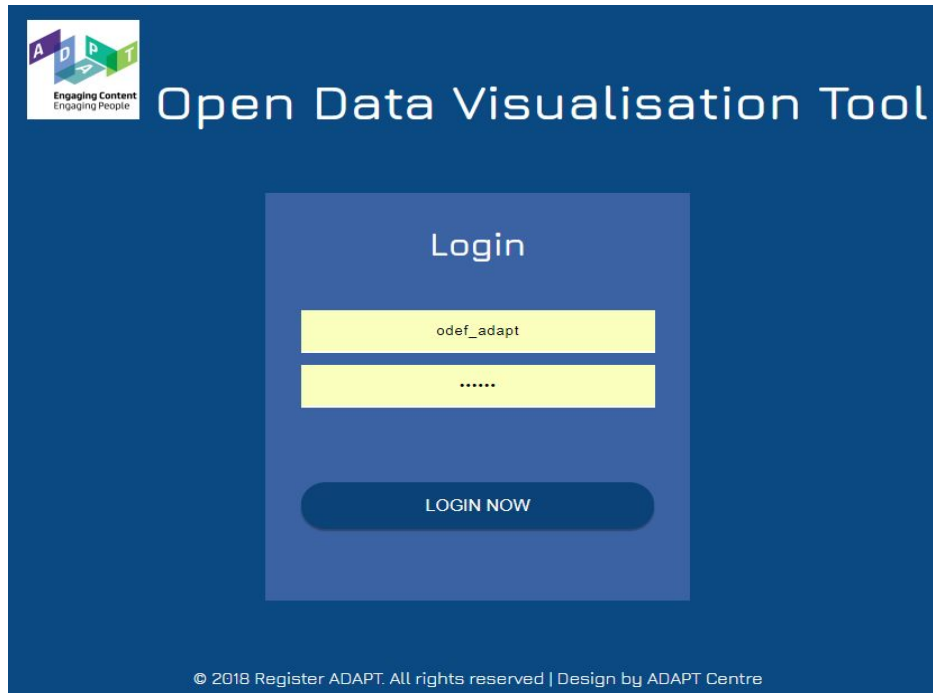 ADAPT
Engaging Content
Engaging People
Open Data Visualisation Tool
Login
odef_adapt
••••••
LOGIN NOW
© 2018 Register ADAPT. All rights reserved | Design by ADAPT Centre